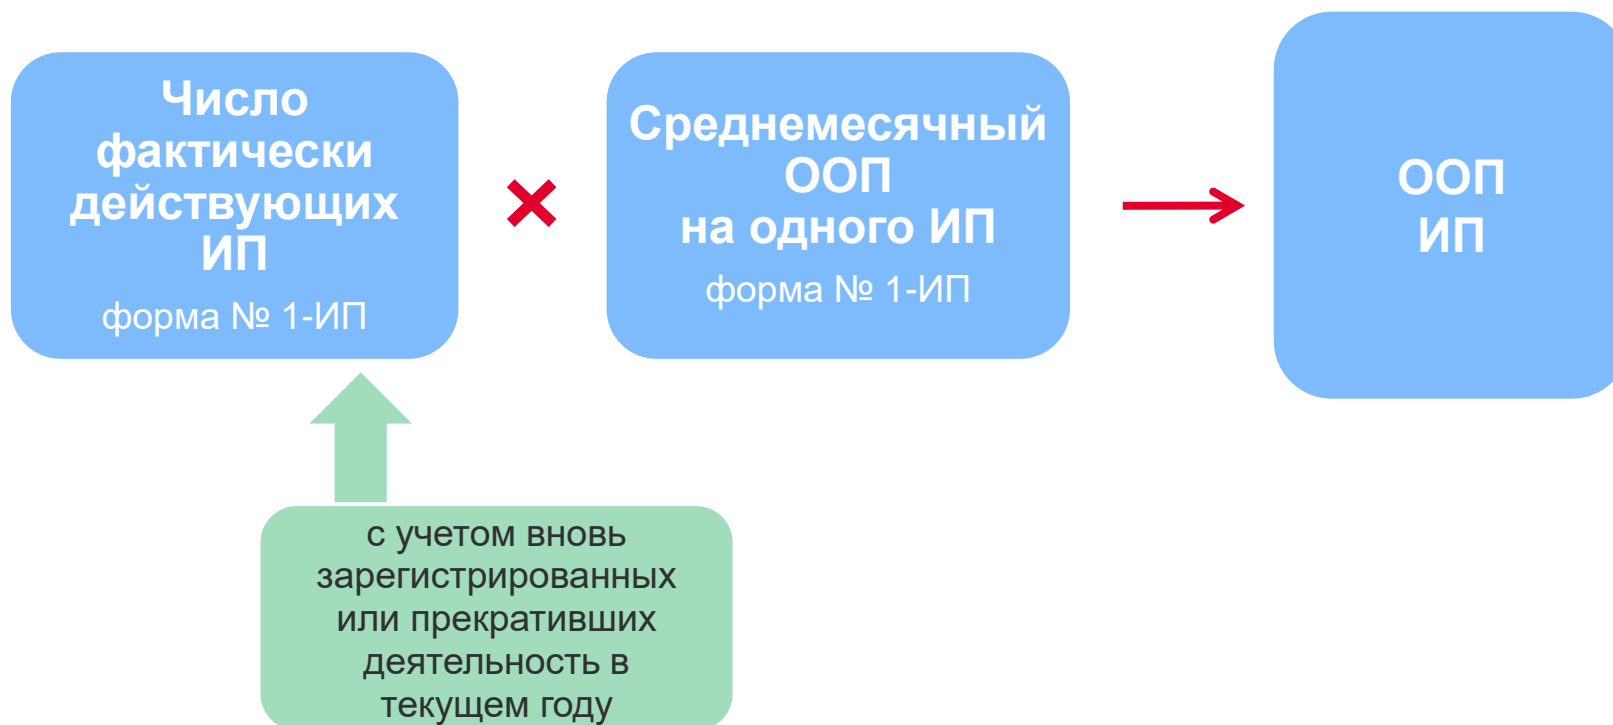 Число
фактически
действующих
ИП
форма № 1-ИП
Среднемесячный
ООП
на одного ИП
форма № 1-ИП
ООП
ИП
с учетом вновь
зарегистрированных
или прекративших
деятельность в
текущем году